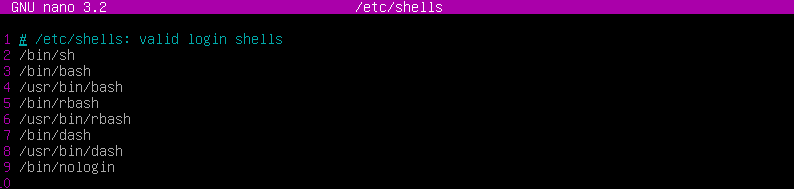 GNU nano 3.2 /etc/shells
1 # /etc/shells: valid login shells
2 /bin/sh
3 /bin/bash
4 /usr/bin/bash
5 /bin/rbash
6 /usr/bin/rbash
7 /bin/dash
8 /usr/bin/dash
9 /bin/nologin
0